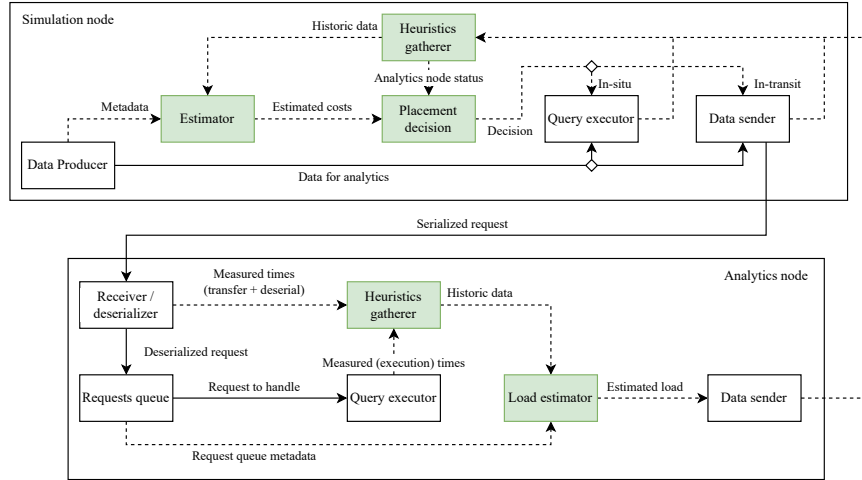 Simulation node
Historic data
Heuristics
gatherer
Analytics node status
In-situ
In-transit
Metadata
Estimator
Estimated costs
Placement
decision
Decision
Query executor
Data sender
Data Producer
Data for analytics
Serialized request
Analytics node
Receiver /
deserializer
Measured times
(transfer + deserial)
Heuristics
gatherer
Historic data
Deserialized request
Measured (execution) times
Requests queue
Request to handle
Query executor
Load estimator
Estimated load
Data sender
Request queue metadata